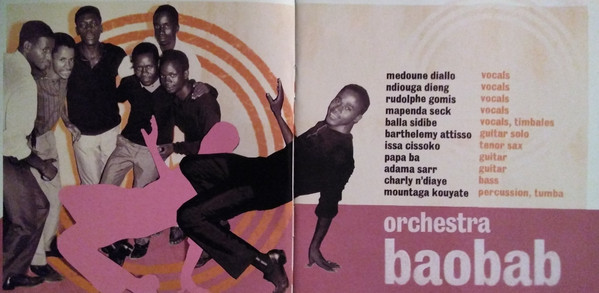 medoune diallo vocals
ndiouga dieng vocals
rudolphe gomis vocals
mapenda seck vocals
balla sidibe vocals, timbales
barthelemy attisso guitar solo
issa cissoko tenor sax
papa ba guitar
adama sarr guitar
charly n'diaye bass
mountaga kouyate percussion, tumba
orchestra
baobab